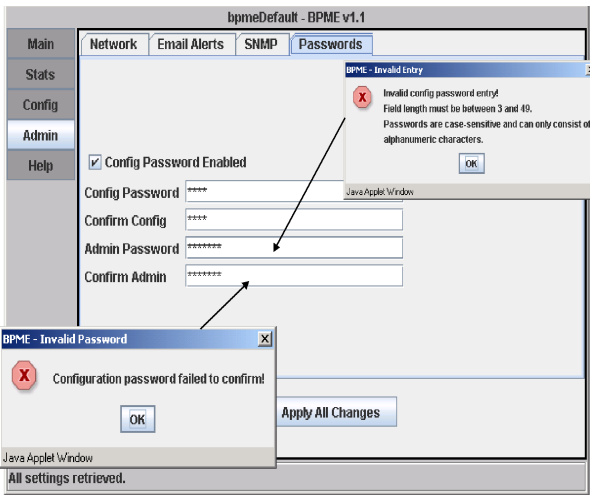 bpmeDefault - BPME v1.1
Main
Stats
Config
Admin
Help
Network Email Alerts SNMP Passwords
BPME - Invalid Entry
Invalid config password entry!
Field length must be between 3 and 49.
Passwords are case-sensitive and can only consist of
alphanumeric characters.
OK
Java Applet Window
Config Password Enabled
Config Password ****
Confirm Config ****
Admin Password *******
Confirm Admin *******
BPME - Invalid Password
Configuration password failed to confirm!
OK
Java Applet Window
Apply All Changes
All settings retrieved.